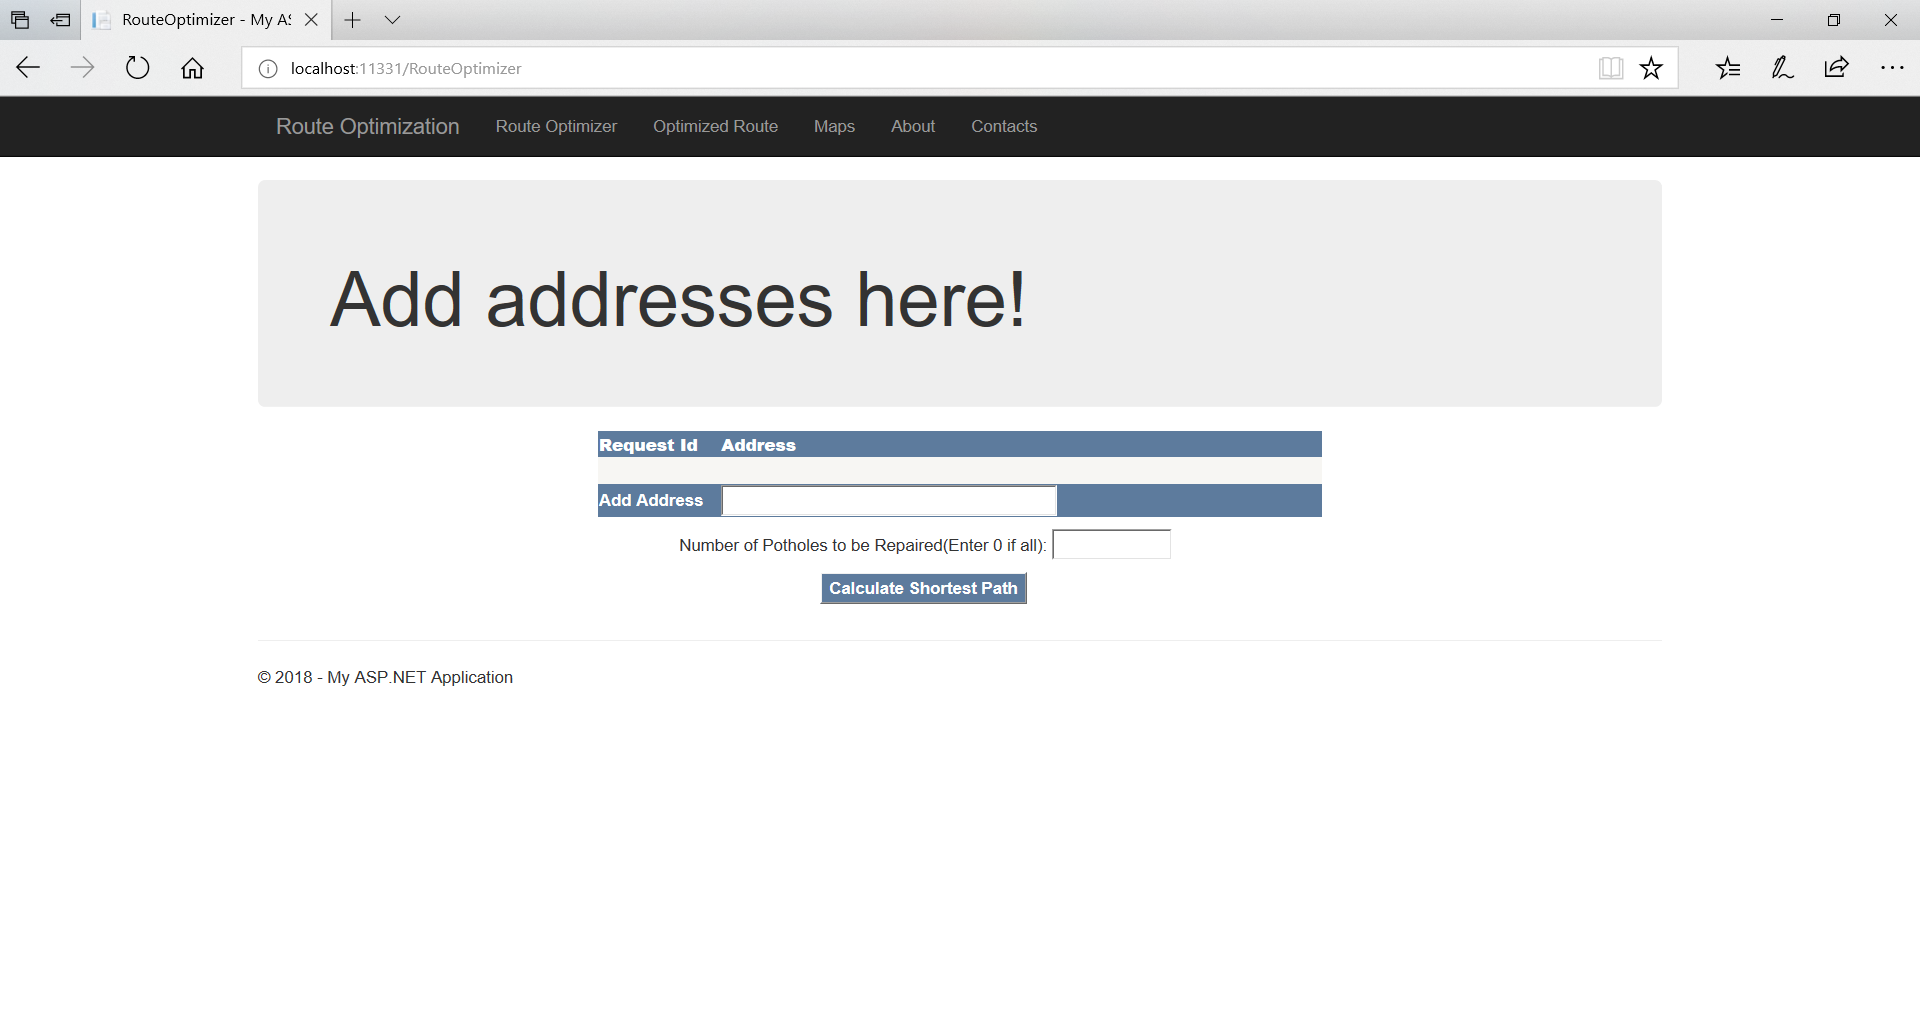 RouteOptimizer - My AS
localhost:11331/RouteOptimizer
Route Optimization Route Optimizer Optimized Route Maps About Contacts
Add addresses here!
Request Id Address
Add Address
Number of Potholes to be Repaired(Enter 0 if all):
Calculate Shortest Path
© 2018 - My ASP.NET Application